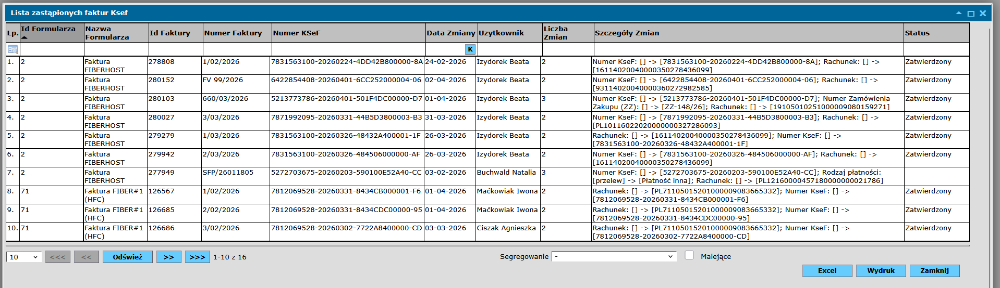 Lista zastąpionych faktur Ksef
Lp. Id Formularza Nazwa Formularza Id Faktury Numer Faktury Numer KSeF Data Zmiany Uzytkownik Liczba Zmian Szczegóły Zmian Status
K
1. 2 Faktura FIBERHOST 278808 1/02/2026 7831563100-20260224-4DD42B800000-8A 24-02-2026 Izydorek Beata 2 Numer KseF: [] -> [7831563100-20260224-4DD42B800000-8A]; Rachunek: [] -> [16114020040000350278436099] Zatwierdzony
2. 2 Faktura FIBERHOST 280152 FV 99/2026 6422854408-20260401-6CC252000004-06 02-04-2026 Izydorek Beata 2 Numer KseF: [] -> [6422854408-20260401-6CC252000004-06]; Rachunek: [] -> [93114020040000360272982585] Zatwierdzony
3. 2 Faktura FIBERHOST 280103 660/03/2026 5213773786-20260401-501F4DC00000-D7 01-04-2026 Izydorek Beata 3 Numer KseF: [] -> [5213773786-20260401-501F4DC00000-D7]; Numer Zamówienia Zakupu (ZZ): [] -> [ZZ-148/26]; Rachunek: [] -> [19105010251000009080159271] Zatwierdzony
4. 2 Faktura FIBERHOST 280027 3/03/2026 7871992095-20260331-44B5D3800003-B3 31-03-2026 Izydorek Beata 2 Numer KseF: [] -> [7871992095-20260331-44B5D3800003-B3]; Rachunek: [] -> [PL10116022020000000327286093] Zatwierdzony
5. 2 Faktura FIBERHOST 279279 1/03/2026 7831563100-20260326-48432A400001-1F 26-03-2026 Izydorek Beata 2 Rachunek: [] -> [16114020040000350278436099]; Numer KseF: [] -> [7831563100-20260326-48432A400001-1F] Zatwierdzony
6. 2 Faktura FIBERHOST 279942 2/03/2026 7831563100-20260326-484506000000-AF 26-03-2026 Izydorek Beata 2 Numer KseF: [] -> [7831563100-20260326-484506000000-AF]; Rachunek: [] -> [16114020040000350278436099] Zatwierdzony
7. 2 Faktura FIBERHOST 277949 SFP/26011805 5272703675-20260203-590100E52A40-CC 03-02-2026 Buchwald Natalia 3 Numer KseF: [] -> [5272703675-20260203-590100E52A40-CC]; Rodzaj płatności: [przelew] -> [Płatność inna]; Rachunek: [] -> [PL12160000457180000000021786]
8. 71 Faktura FIBER#1 (HFC) 126567 1/02/2026 7812069528-20260331-8434CB000001-F6 01-04-2026 Maćkowiak Iwona 2 Rachunek: [] -> [PL71105015201000009083665332]; Numer KseF: [] -> [7812069528-20260331-8434CB000001-F6] Zatwierdzony
9. 71 Faktura FIBER#1 (HFC) 126685 2/02/2026 7812069528-20260331-8434CDC00000-95 01-04-2026 Maćkowiak Iwona 2 Rachunek: [] -> [PL71105015201000009083665332]; Numer KseF: [] -> [7812069528-20260331-8434CDC00000-95] Zatwierdzony
10. 71 Faktura FIBER#1 (HFC) 126686 3/02/2026 7812069528-20260302-7722A8400000-CD 03-03-2026 Ciszak Agnieszka 2 Rachunek: [] -> [PL71105015201000009083665332]; Numer KseF: [] -> [7812069528-20260302-7722A8400000-CD] Zatwierdzony
10 <<< << Odśwież >> >>> 1-10 z 16 Segregowanie - Malejące
Excel Wydruk Zamknij